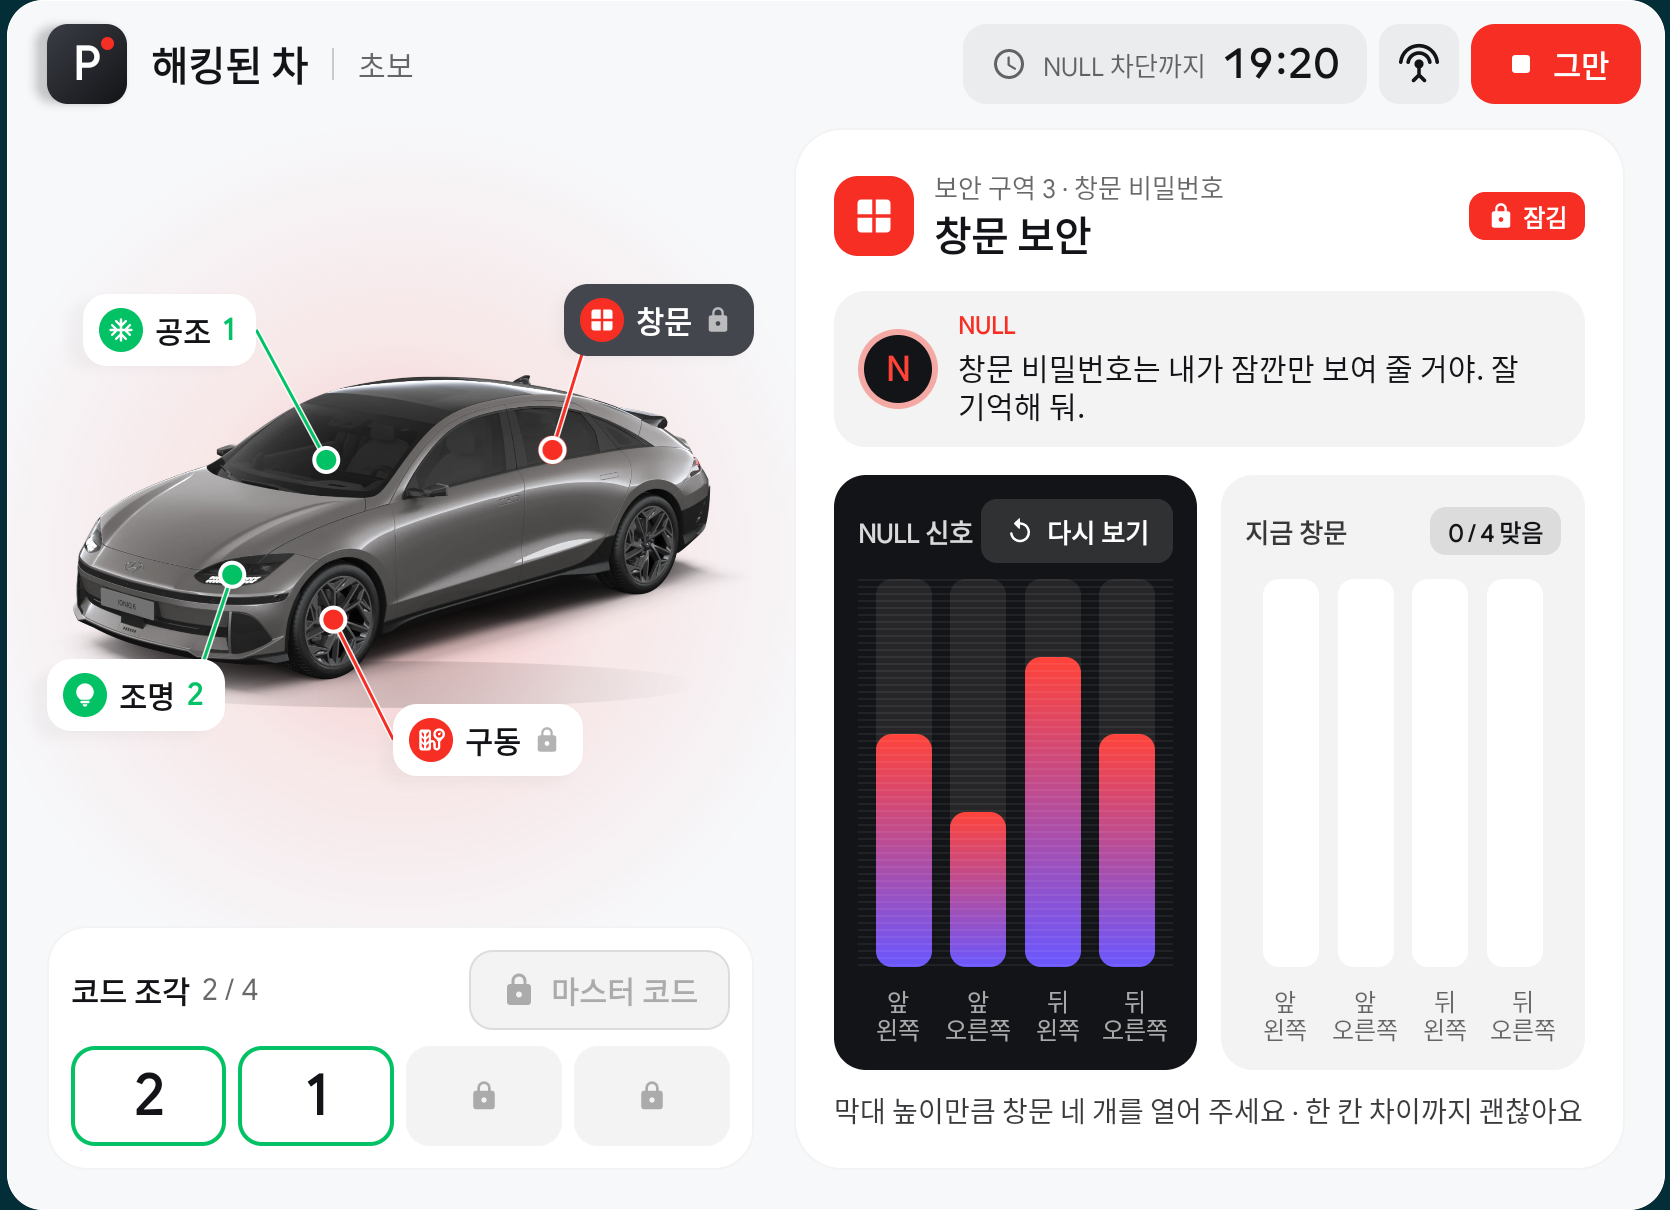 P
해킹된 차
초보
NULL 차단까지 19:20
그만
공조 1
창문
조명 2
구동
코드 조각 2 / 4
마스터 코드
2
1
보안 구역 3 · 창문 비밀번호
창문 보안
잠김
N
NULL
창문 비밀번호는 내가 잠깐만 보여 줄 거야. 잘
기억해 둬.
NULL 신호
다시 보기
앞
왼쪽
앞
오른쪽
뒤
왼쪽
뒤
오른쪽
지금 창문
0 / 4 맞음
앞
왼쪽
앞
오른쪽
뒤
왼쪽
뒤
오른쪽
막대 높이만큼 창문 네 개를 열어 주세요 · 한 칸 차이까지 괜찮아요